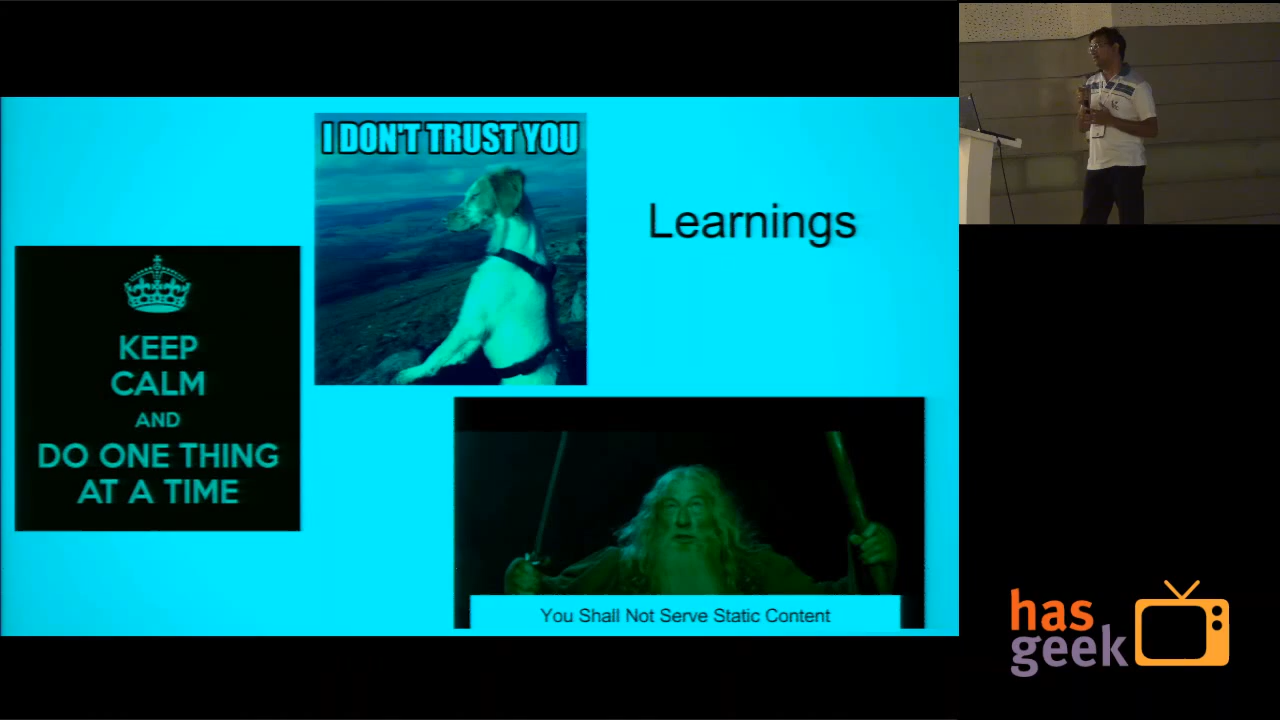 I DON'T TRUST YOU
Learnings
KEEP
CALM
AND
DO ONE THING
AT A TIME
You Shall Not Serve Static Content
has
geek